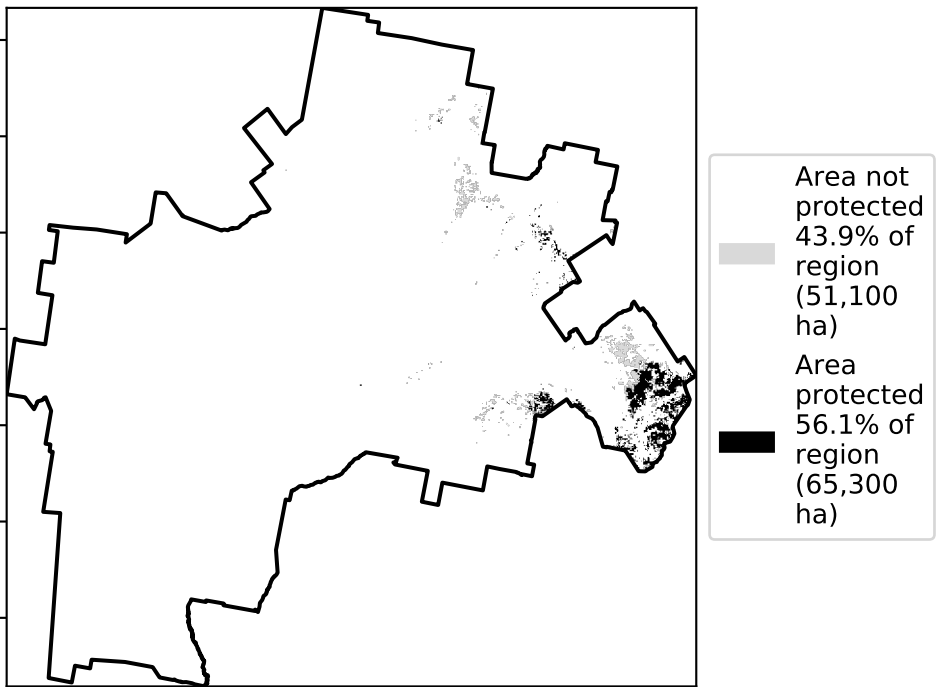 Area not
protected
43.9% of
region
(51,100
ha)
Area
protected
56.1% of
region
(65,300
ha)